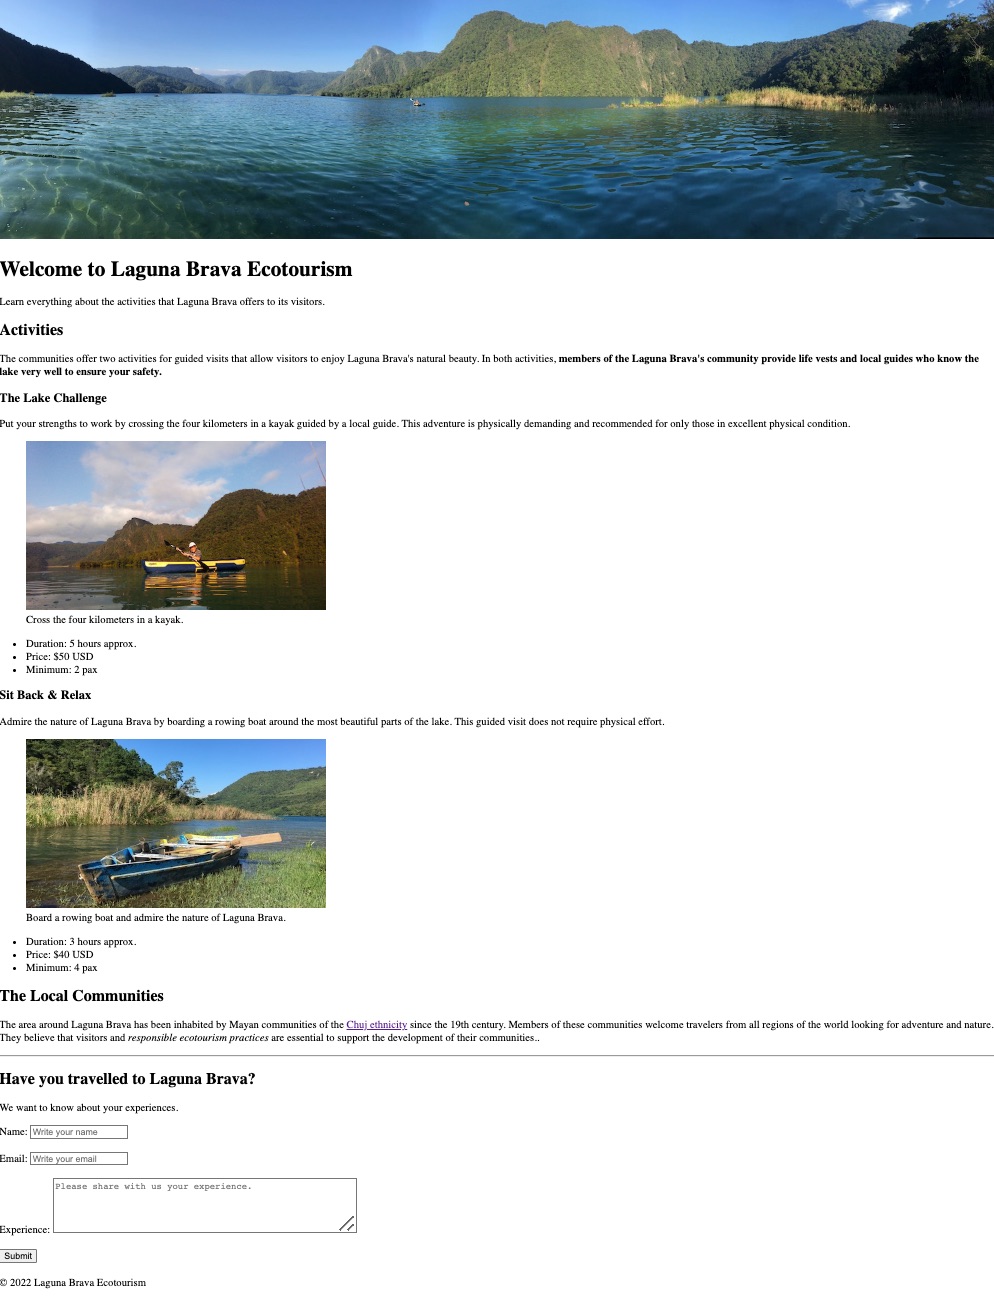 Welcome to Laguna Brava Ecotourism
Learn everything about the activities that Laguna Brava offers to its visitors.
Activities
The communities offer two activities for guided visits that allow visitors to enjoy Laguna Brava's natural beauty. In both activities, members of the Laguna Brava's community provide life vests and local guides who know the
lake very well to ensure your safety.
The Lake Challenge
Put your strengths to work by crossing the four kilometers in a kayak guided by a local guide. This adventure is physically demanding and recommended for only those in excellent physical condition.
Cross the four kilometers in a kayak.
• Duration: 5 hours approx.
• Price: $50 USD
• Minimum: 2 pax
Sit Back & Relax
Admire the nature of Laguna Brava by boarding a rowing boat around the most beautiful parts of the lake. This guided visit does not require physical effort.
Board a rowing boat and admire the nature of Laguna Brava.
• Duration: 3 hours approx.
• Price: $40 USD
• Minimum: 4 pax
The Local Communities
The area around Laguna Brava has been inhabited by Mayan communities of the Chuj ethnicity since the 19th century. Members of these communities welcome travelers from all regions of the world looking for adventure and nature.
They believe that visitors and responsible ecotourism practices are essential to support the development of their communities..
Have you travelled to Laguna Brava?
We want to know about your experiences.
Name: Write your name
Email: Write your email
Please share with us your experience.
Experience:
Submit
© 2022 Laguna Brava Ecotourism